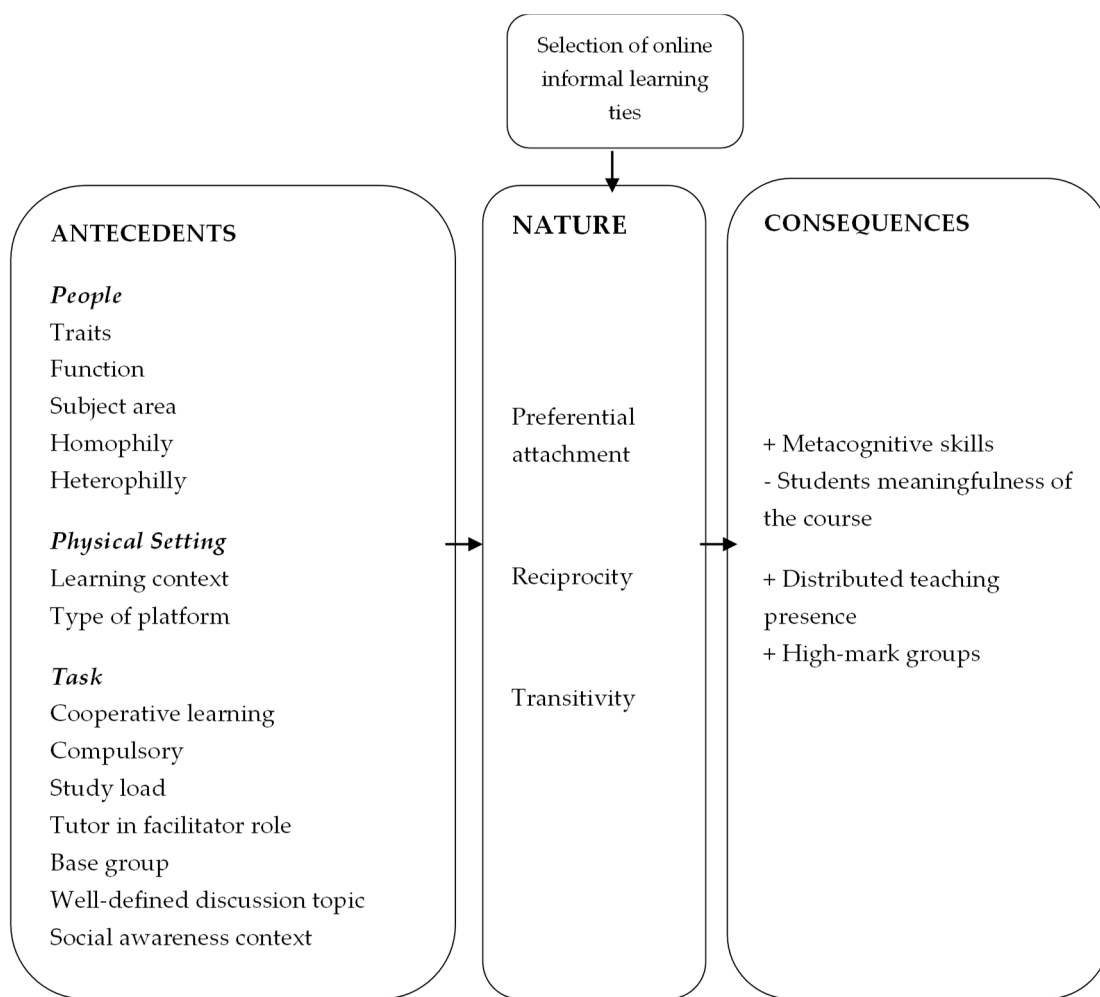 Selection of online
informal learning
ties
ANTECEDENTS
People
Traits
Function
Subject area
Homophily
Heterophilly
Physical Setting
Learning context
Type of platform
Task
Cooperative learning
Compulsory
Study load
Tutor in facilitator role
Base group
Well-defined discussion topic
Social awareness context
NATURE
Preferential
attachment
Reciprocity
Transitivity
CONSEQUENCES
+ Metacognitive skills
- Students meaningfulness of
the course
+ Distributed teaching
presence
+ High-mark groups